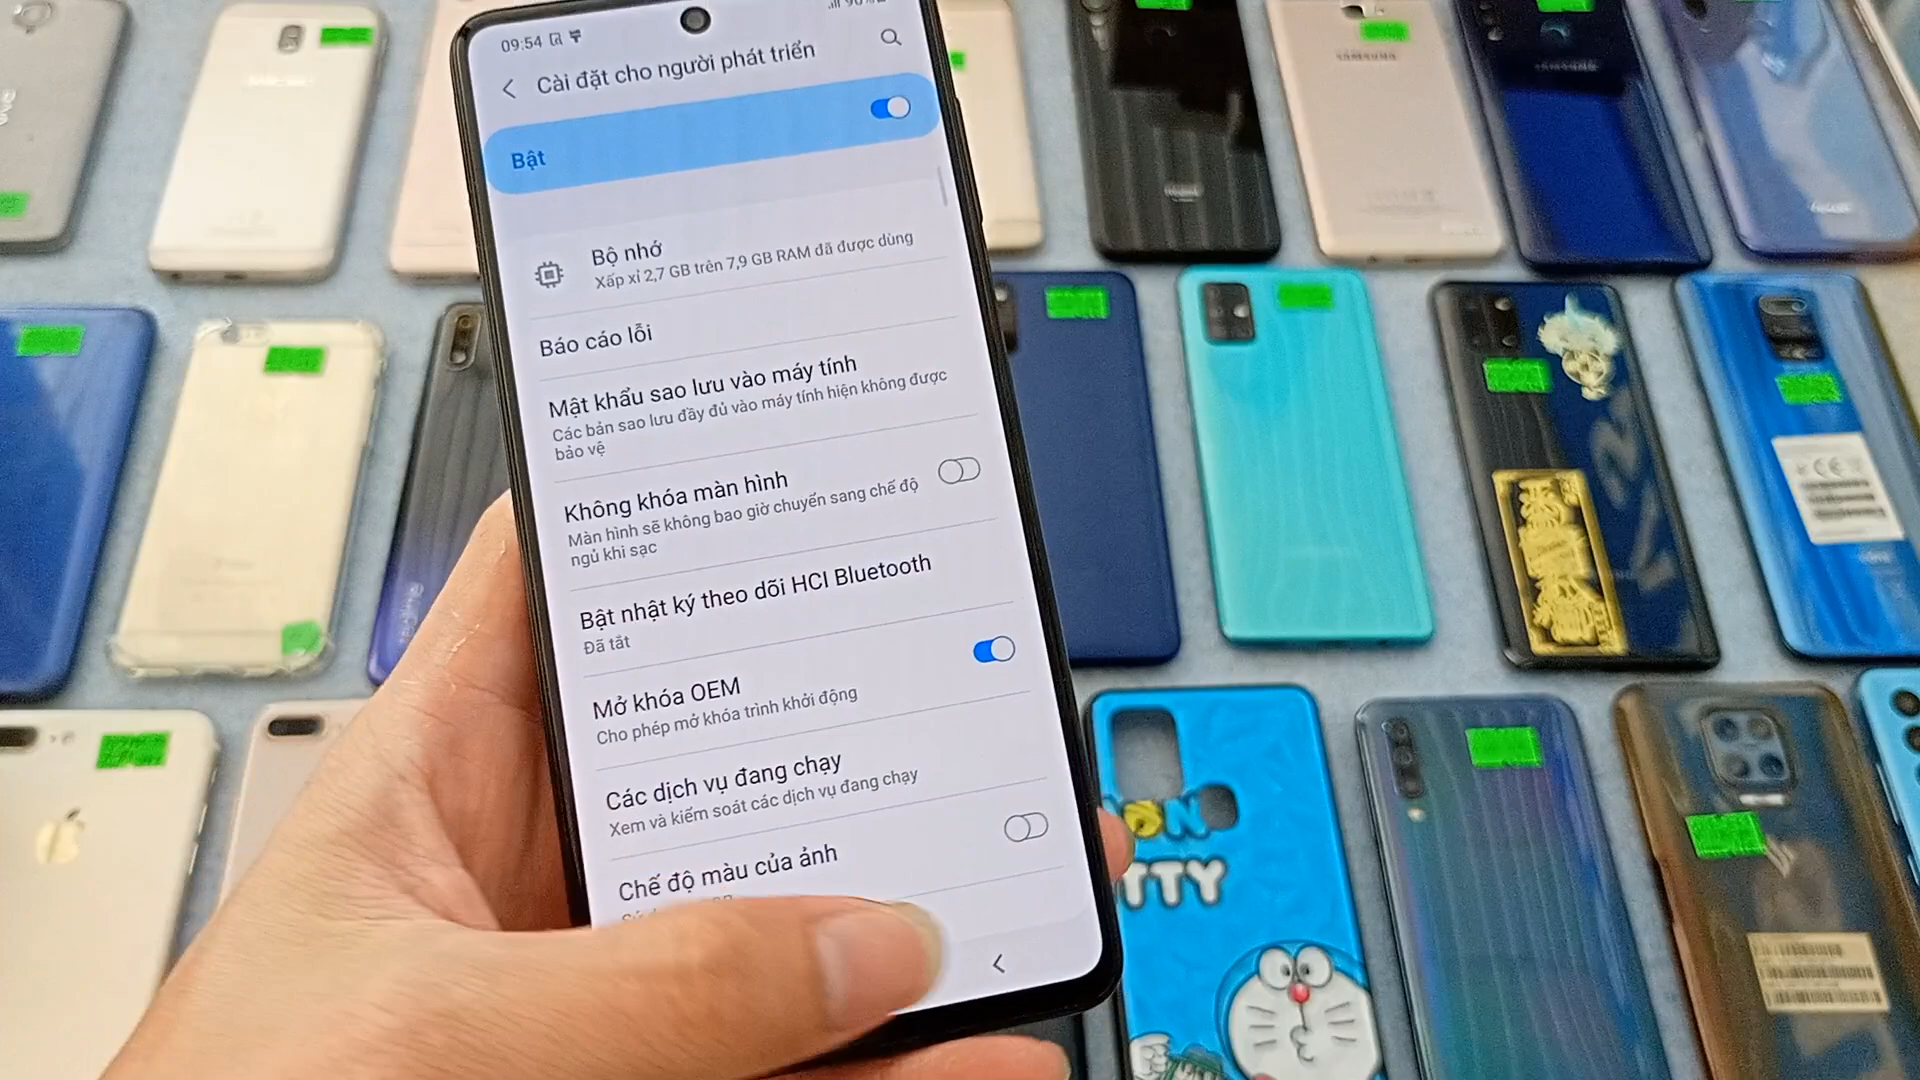 09:54
Cài đặt cho người phát triển
Bật
Bộ nhớ
Xấp xỉ 2,7 GB trên 7,9 GB RAM đã được dùng
Báo cáo lỗi
Mật khẩu sao lưu vào máy tính
Các bản sao lưu đầy đủ vào máy tính hiện không được
bảo vệ
Không khóa màn hình
Màn hình sẽ không bao giờ chuyển sang chế độ
ngủ khi sạc
Bật nhật ký theo dõi HCI Bluetooth
Đã tắt
Mở khóa OEM
Cho phép mở khóa trình khởi động
Các dịch vụ đang chạy
Xem và kiểm soát các dịch vụ đang chạy
Chế độ màu của ảnh
SAMSUNG
SAMSUNG
realme
TTY